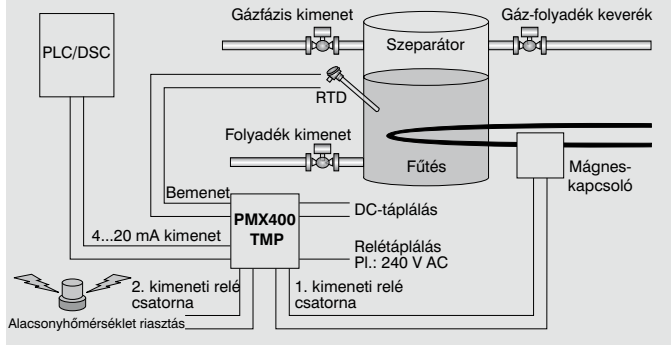 Gázfázis kimenet
Gáz-folyadék keverék
PLC/DSC
Szeparátor
RTD
Folyadék kimenet
Fűtés
Mágnes-
kapcsoló
Bemenet
DC-táplálás
PMX400
TMP
4...20 mA kimenet
Relétáplálás
Pl.: 240 V AC
2. kimeneti relé
csatorna
1. kimeneti relé
csatorna
Alacsonyhőmérséklet riasztás